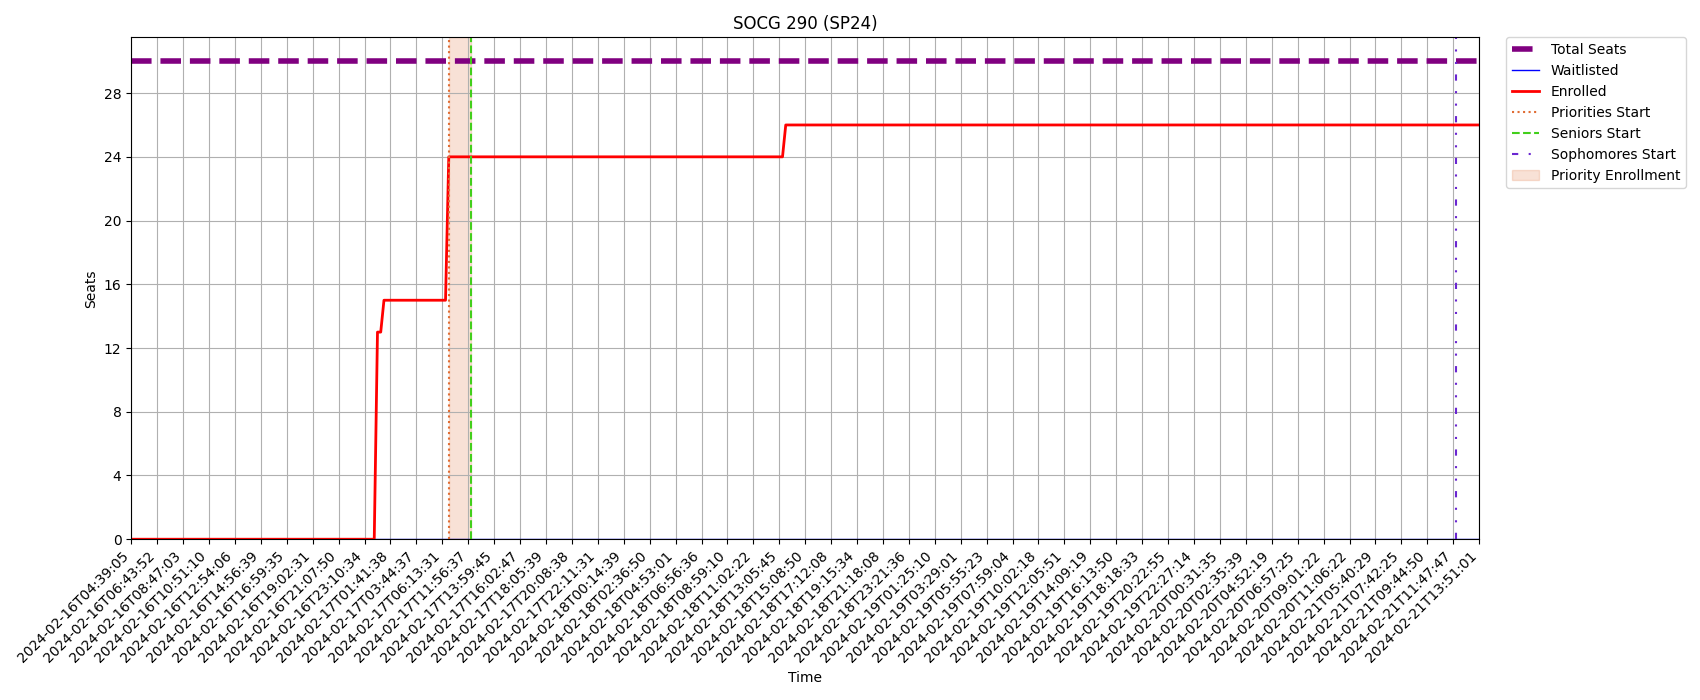 SOCG 290 (SP24)
Total Seats
Waitlisted
Enrolled
Priorities Start
Seniors Start
Sophomores Start
Priority Enrollment
Seats
28
24
20
16
12
8
4
0
2024-02-16T04:39:05
2024-02-16T06:43:52
2024-02-16T08:47:03
2024-02-16T10:51:10
2024-02-16T12:54:06
2024-02-16T14:56:39
2024-02-16T16:59:35
2024-02-16T19:02:31
2024-02-16T21:07:50
2024-02-16T23:10:34
2024-02-17T01:41:38
2024-02-17T03:44:37
2024-02-17T06:13:31
2024-02-17T11:56:37
2024-02-17T13:59:45
2024-02-17T16:02:47
2024-02-17T18:05:39
2024-02-17T20:08:38
2024-02-17T22:11:31
2024-02-18T00:14:39
2024-02-18T02:36:50
2024-02-18T04:53:01
2024-02-18T06:56:36
2024-02-18T08:59:10
2024-02-18T11:02:22
2024-02-18T13:05:45
2024-02-18T15:08:50
2024-02-18T17:12:08
2024-02-18T19:15:34
2024-02-18T21:18:08
2024-02-18T23:21:36
2024-02-19T01:25:10
2024-02-19T03:29:01
2024-02-19T05:55:23
2024-02-19T07:59:04
2024-02-19T10:02:18
2024-02-19T12:05:51
2024-02-19T14:09:19
2024-02-19T16:13:50
2024-02-19T18:18:33
2024-02-19T20:22:55
2024-02-19T22:27:14
2024-02-20T00:31:35
2024-02-20T02:35:39
2024-02-20T04:52:19
2024-02-20T06:57:25
2024-02-20T09:01:22
2024-02-20T11:06:22
2024-02-21T05:40:29
2024-02-21T07:42:25
2024-02-21T09:44:50
2024-02-21T11:47:47
2024-02-21T13:51:01
Time